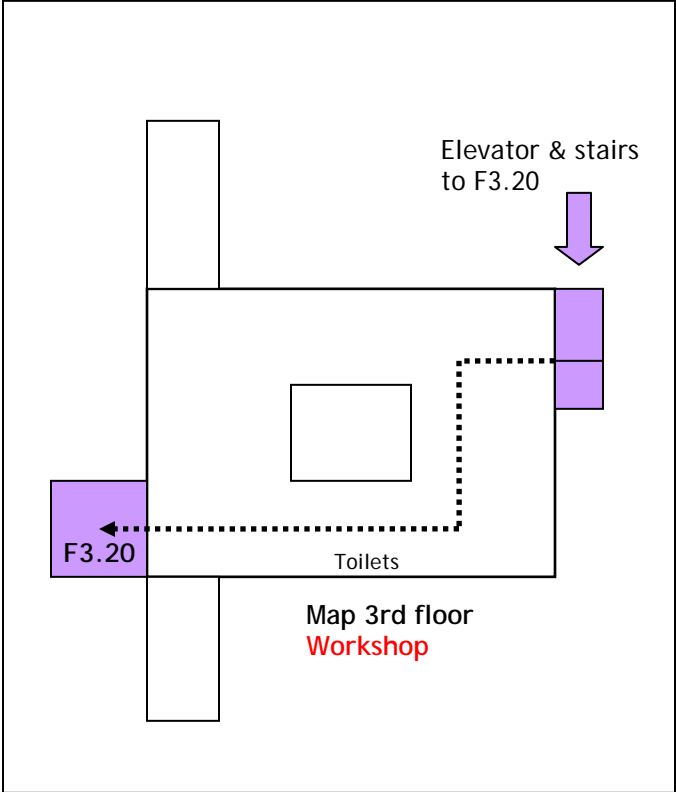 Elevator & stairs
to F3.20
F3.20
Toilets
Map 3rd floor
Workshop